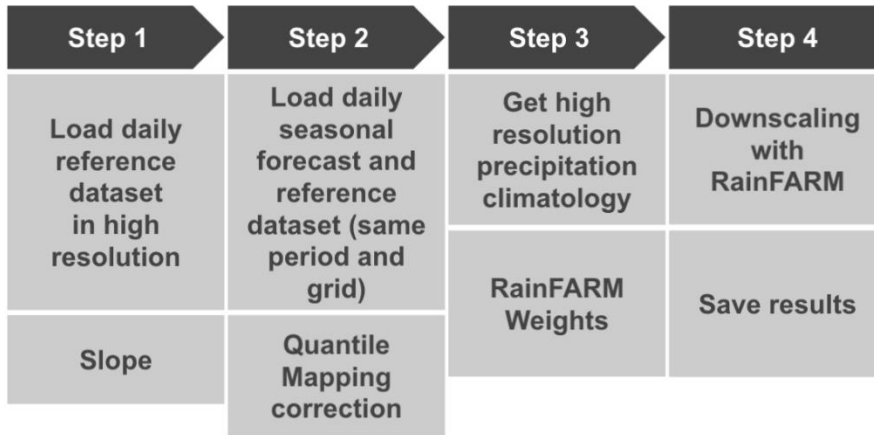 Step 1
Step 2
Step 3
Step 4
Load daily
reference
dataset
in high
resolution
Load daily
seasonal
forecast and
reference
dataset (same
period and
grid)
Get high
resolution
precipitation
climatology
Downscaling
with
RainFARM
Slope
Quantile
Mapping
correction
RainFARM
Weights
Save results